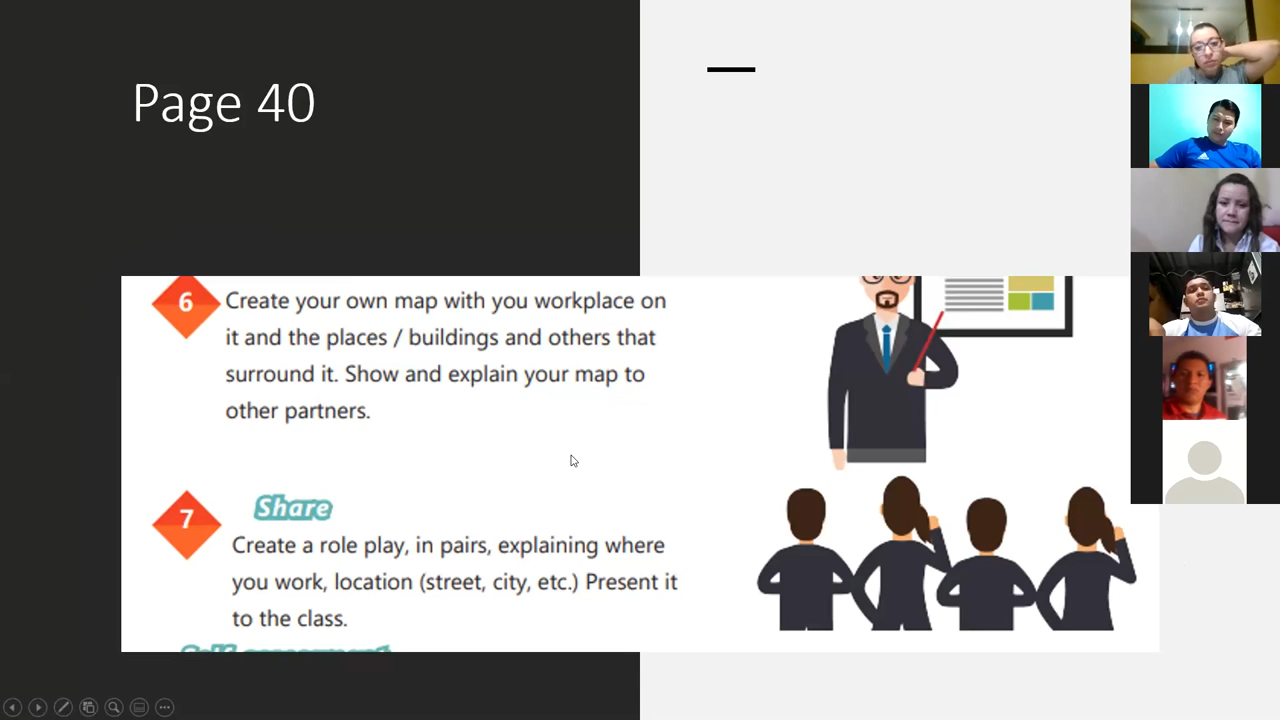 Page 40
6
Create your own map with you workplace on
it and the places / buildings and others that
surround it. Show and explain your map to
other partners.
7
Share
Create a role play, in pairs, explaining where
you work, location (street, city, etc.) Present it
to the class.